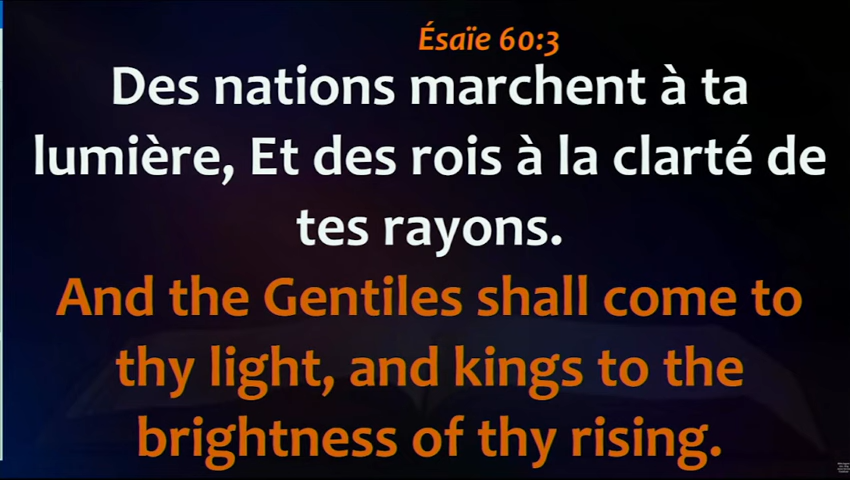 Ésaïe 60:3
Des nations marchent à ta
lumière, Et des rois à la clarté de
tes rayons.
And the Gentiles shall come to
thy light, and kings to the
brightness of thy rising.